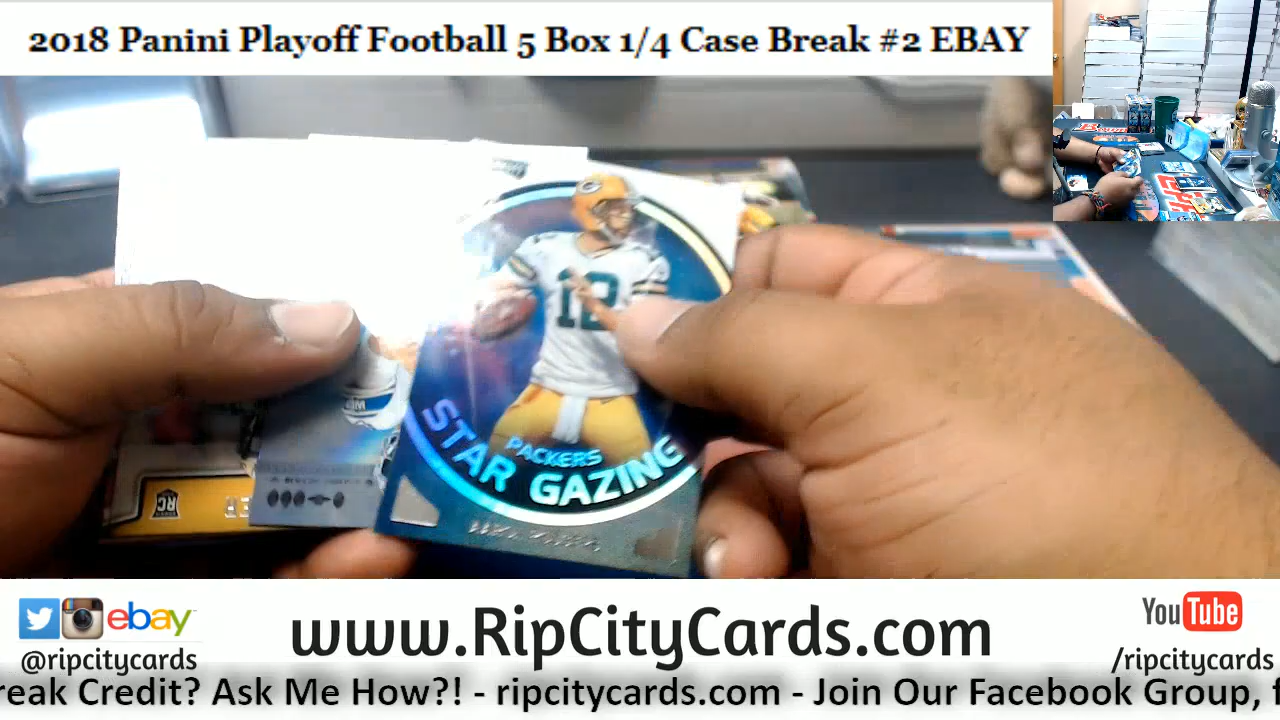 2018 Panini Playoff Football 5 Box 1/4 Case Break #2 EBAY
12
PACKERS
STAR GAZING
RC
ebay
www.RipCityCards.com
YouTube
@ripcitycards
/ripcitycards
reak Credit? Ask Me How?! - ripcitycards.com - Join Our Facebook Group, f